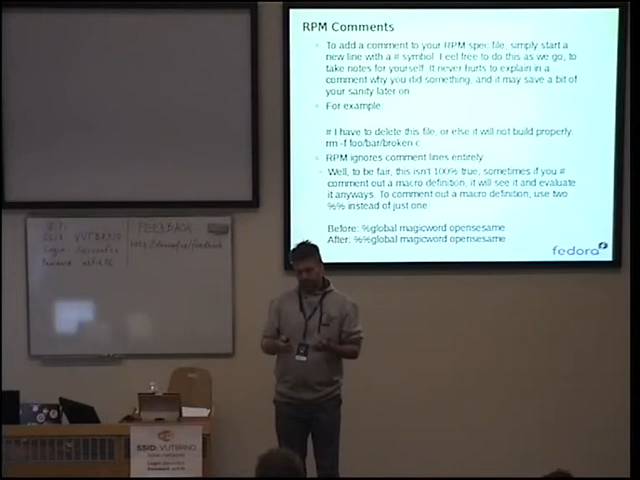 RPM Comments
To add a comment to your RPM spec file, simply start a
new line with a # symbol. Feel free to do this as we go, to
take notes for yourself. It never hurts to explain in a
comment why you did something, and it may save a bit of
your sanity later on
For example:
# I have to delete this file, or else it will not build properly.
rm -f foo/bar/broken.c
RPM ignores comment lines entirely
Well, to be fair, this isn't 100% true, sometimes if you #
comment out a macro definition, it will see it and evaluate
it anyways. To comment out a macro definition, use two
%% instead of just one
Before: %global magicword opensesame
After: %%global magicword opensesame
fedora
WIFI
SSID VUTBRNO
Login
FEEDBACK
SSID: VUTBRNO